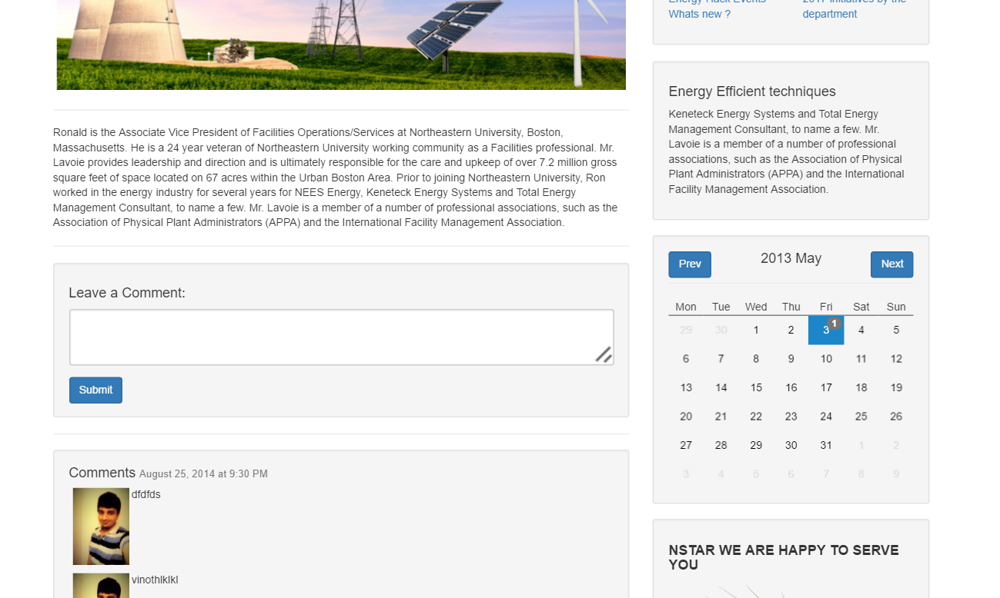 Whats new ?
department
Ronald is the Associate Vice President of Facilities Operations/Services at Northeastern University, Boston,
Massachusetts. He is a 24 year veteran of Northeastern University working community as a Facilities professional. Mr.
Lavoie provides leadership and direction and is ultimately responsible for the care and upkeep of over 7.2 million gross
square feet of space located on 67 acres within the Urban Boston Area. Prior to joining Northeastern University, Ron
worked in the energy industry for several years for NEES Energy, Keneteck Energy Systems and Total Energy
Management Consultant, to name a few. Mr. Lavoie is a member of a number of professional associations, such as the
Association of Physical Plant Administrators (APPA) and the International Facility Management Association.
Leave a Comment:
Submit
Comments August 25, 2014 at 9:30 PM
dfdfds
vinothlklkl
Energy Efficient techniques
Keneteck Energy Systems and Total Energy
Management Consultant, to name a few. Mr.
Lavoie is a member of a number of professional
associations, such as the Association of Physical
Plant Administrators (APPA) and the International
Facility Management Association.
Prev 2013 May Next
Mon Tue Wed Thu Fri Sat Sun
29 30 1 2 3 1 4 5
6 7 8 9 10 11 12
13 14 15 16 17 18 19
20 21 22 23 24 25 26
27 28 29 30 31 1 2
3 4 5 6 7 8 9
NSTAR WE ARE HAPPY TO SERVE
YOU